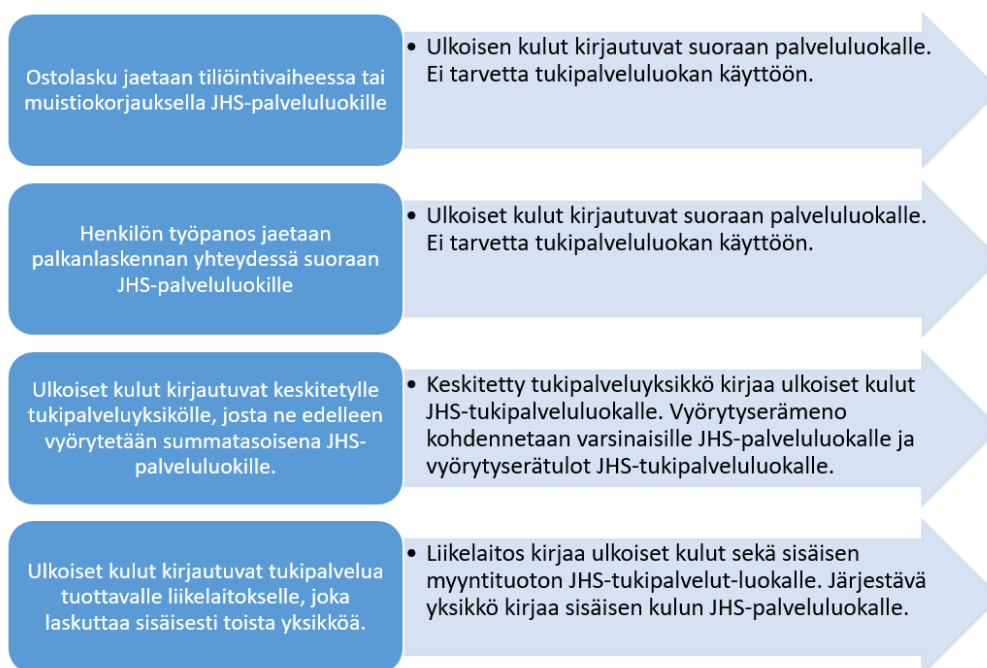 Ostolasku jaetaan tiliöintivaiheessa tai
muistiokorjauksella JHS-palveluluokille
• Ulkoisen kulut kirjautuvat suoraan palveluluokalle.
Ei tarvetta tukipalveluluokan käyttöön.
Henkilön työpanos jaetaan
palkanlaskennan yhteydessä suoraan
JHS-palveluluokille
• Ulkoiset kulut kirjautuvat suoraan palveluluokalle.
Ei tarvetta tukipalveluluokan käyttöön.
Ulkoiset kulut kirjautuvat keskitetylle
tukipalveluyksikölle, josta ne edelleen
vyörytetään summatasoisena JHS-
palveluluokille.
• Keskitetty tukipalveluyksikkö kirjaa ulkoiset kulut
JHS-tukipalveluluokalle. Vyörytyserämeno
kohdennetaan varsinaisille JHS-palveluluokalle ja
vyörytyserätulot JHS-tukipalveluluokalle.
Ulkoiset kulut kirjautuvat tukipalvelua
tuottavalle liikelaitokselle, joka
laskuttaa sisäisesti toista yksikköä.
• Liikelaitos kirjaa ulkoiset kulut sekä sisäisen
myyntituoton JHS-tukipalvelut-luokalle. Järjestävä
yksikkö kirjaa sisäisen kulun JHS-palveluluokalle.